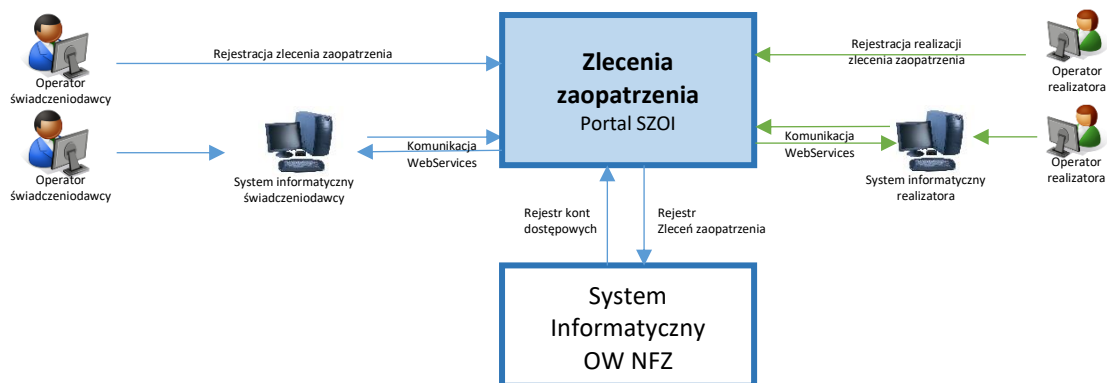 Rejestracja zlecenia zaopatrzenia
Operator
świadczeniodawcy
Zlecenia
zaopatrzenia
Portal SZOI
Rejestracja realizacji
zlecenia zaopatrzenia
Operator
realizatora
Operator
świadczeniodawcy
System informatyczny
świadczeniodawcy
Komunikacja
WebServices
Komunikacja
WebServices
System informatyczny
realizatora
Operator
realizatora
Rejestr kont
dostępowych
Rejestr
Zleceń zaopatrzenia
System
Informatyczny
OW NFZ